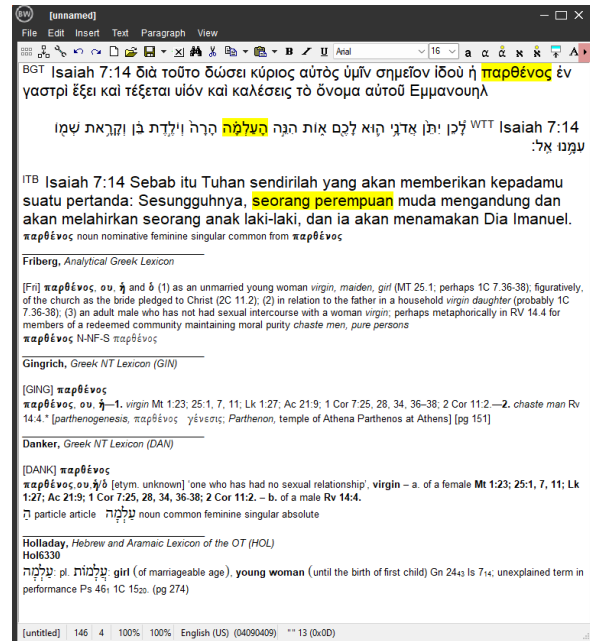 [unnamed]
File Edit Insert Text Paragraph View
Arial 16 B I U a α ά א
BGT Isaiah 7:14 διὰ τοῦτο δώσει κύριος αὐτὸς ὑμῖν σημεῖον ἰδοὺ ἡ παρθένος ἐν
γαστρὶ ἕξει καὶ τέξεται υἱόν καὶ καλέσεις τὸ ὄνομα αὐτοῦ Εμμανουηλ
WTT Isaiah 7:14 לָ֠כֵן יִתֵּ֨ן אֲדֹנָ֥י ה֛וּא לָכֶ֖ם א֑וֹת הִנֵּ֣ה הָעַלְמָ֗ה הָרָה֙ וְיֹלֶ֣דֶת בֵּ֔ן וְקָרָ֥את שְׁמ֖וֹ
עִמָּ֥נוּ אֵֽל׃
ITB Isaiah 7:14 Sebab itu Tuhan sendirilah yang akan memberikan kepadamu
suatu pertanda: Sesungguhnya, seorang perempuan muda mengandung dan
akan melahirkan seorang anak laki-laki, dan ia akan menamakan Dia Imanuel.
παρθένος noun nominative feminine singular common from παρθένος
Friberg, Analytical Greek Lexicon
[Fri] παρθένος, ου, ἡ and ὁ (1) as an unmarried young woman virgin, maiden, girl (MT 25.1; perhaps 1C 7.36-38); figuratively,
of the church as the bride pledged to Christ (2C 11.2); (2) in relation to the father in a household virgin daughter (probably 1C
7.36-38); (3) an adult male who has not had sexual intercourse with a woman virgin; perhaps metaphorically in RV 14.4 for
members of a redeemed community maintaining moral purity chaste men, pure persons
παρθένος N-NF-S παρθένος
Gingrich, Greek NT Lexicon (GIN)
[GING] παρθένος
παρθένος, ου, ἡ—1. virgin Mt 1:23; 25:1, 7, 11; Lk 1:27; Ac 21:9; 1 Cor 7:25, 28, 34, 36–38; 2 Cor 11:2.—2. chaste man Rv
14:4.* [parthenogenesis, παρθένος γένεσις; Parthenon, temple of Athena Parthenos at Athens] [pg 151]
Danker, Greek NT Lexicon (DAN)
[DANK] παρθένος
παρθένος,ου,ἡ/ὁ [etym. unknown] 'one who has had no sexual relationship', virgin – a. of a female Mt 1:23; 25:1, 7, 11; Lk
1:27; Ac 21:9; 1 Cor 7:25, 28, 34, 36-38; 2 Cor 11:2. – b. of a male Rv 14:4.
הַ particle article עַלְמָה noun common feminine singular absolute
Holladay, Hebrew and Aramaic Lexicon of the OT (HOL)
Hol6330
עַלְמָה: pl. עֲלָמוֹת: girl (of marriageable age), young woman (until the birth of first child) Gn 24₄₃ Is 7₁₄; unexplained term in
performance Ps 46₁ 1C 15₂₀. (pg 274)
[untitled] 146 4 100% 100% English (US) (04090409) "" 13 (0x0D)